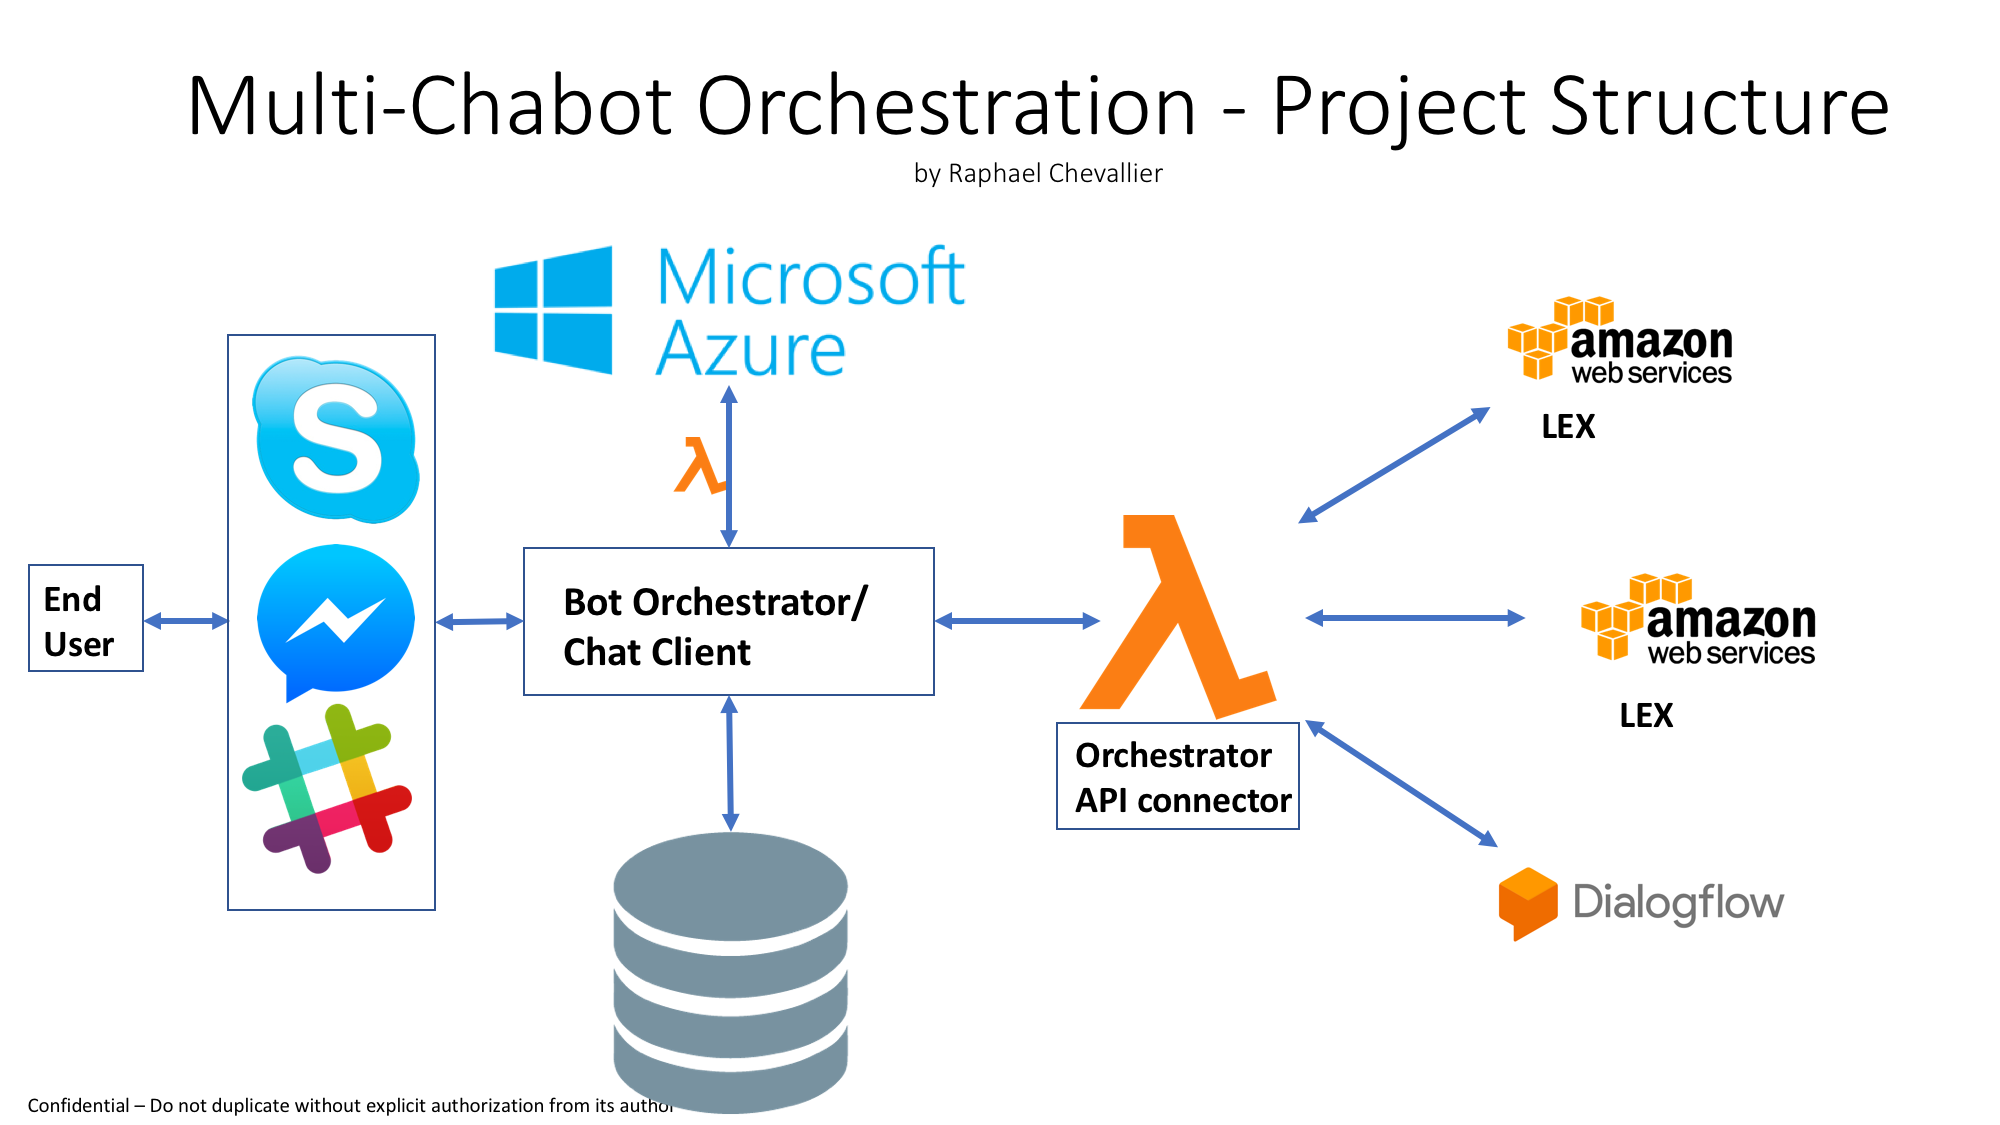 Multi-Chabot Orchestration - Project Structure
by Raphael Chevallier
Microsoft
Azure
amazon
web services
LEX
End
User
Bot Orchestrator/
Chat Client
amazon
web services
LEX
Orchestrator
API connector
Dialogflow
Confidential – Do not duplicate without explicit authorization from its author